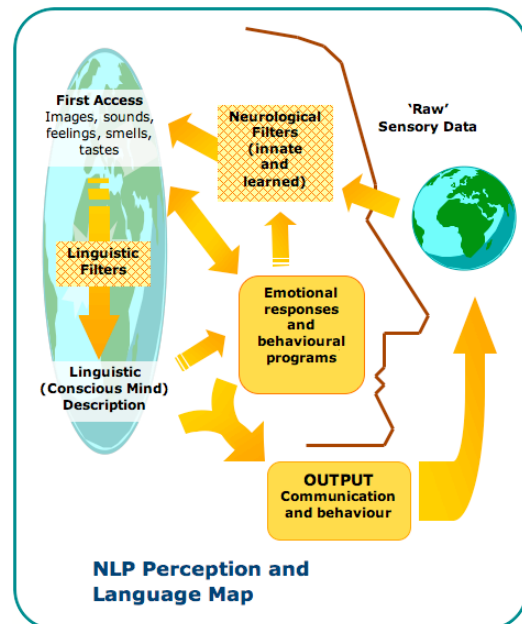 First Access
Images, sounds,
feelings, smells,
tastes
Neurological
Filters
(innate
and
learned)
‘Raw’
Sensory Data
Linguistic
Filters
Emotional
responses
and
behavioural
programs
Linguistic
(Conscious Mind)
Description
OUTPUT
Communication
and behaviour
NLP Perception and
Language Map